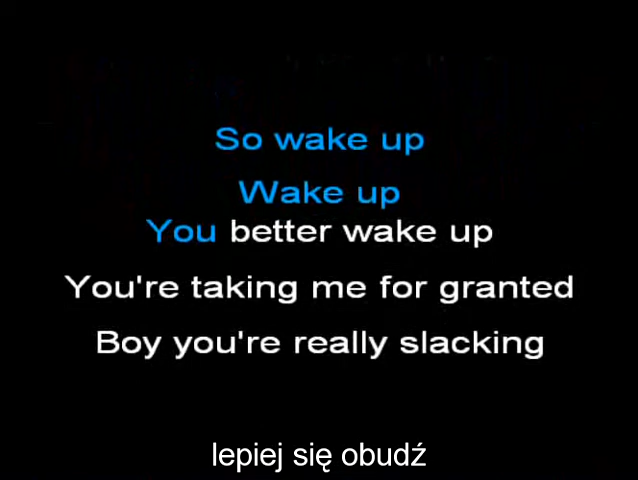 So wake up
Wake up
You better wake up
You're taking me for granted
Boy you're really slacking
lepiej się obudź